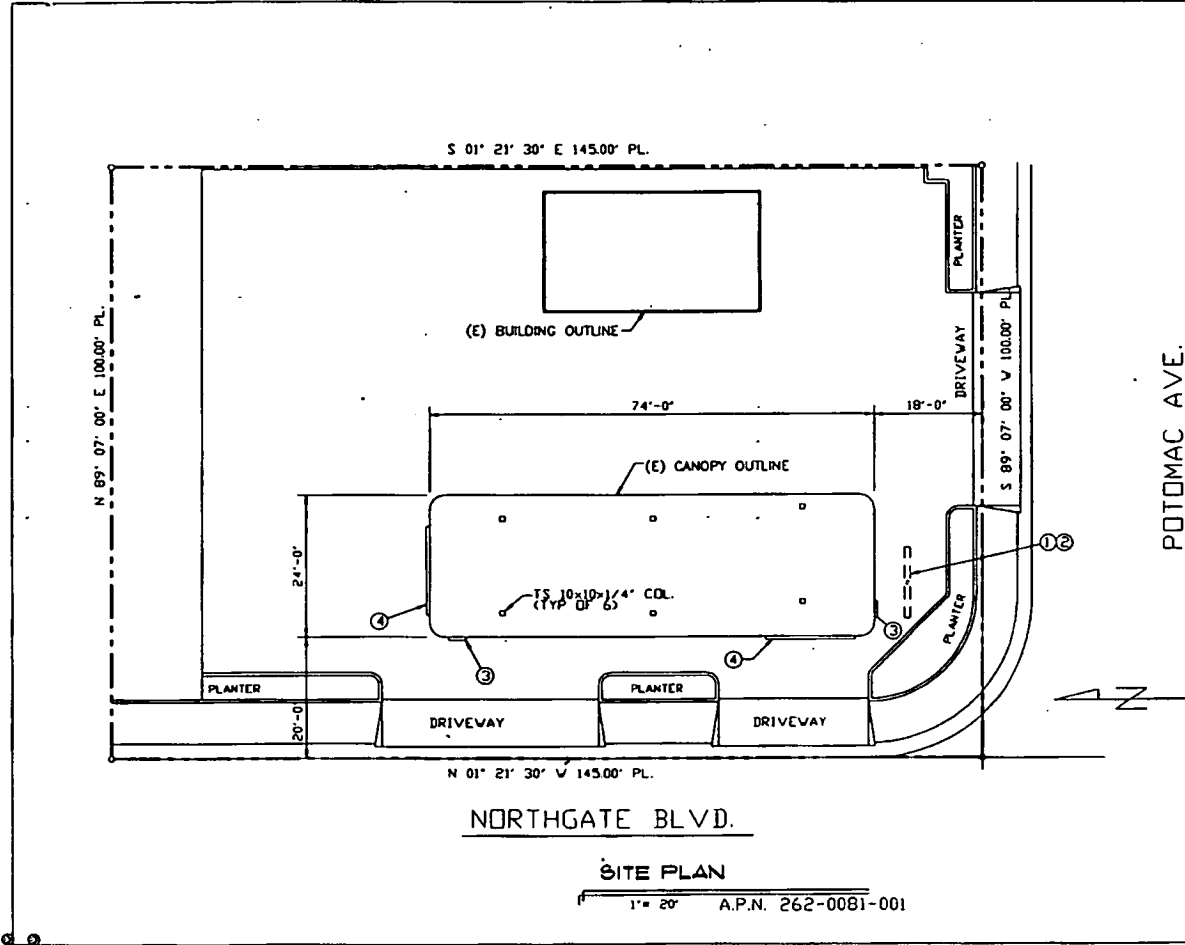 S 01° 21' 30" E 145.00' PL.
PLANTER
N 89° 07' 00" E 100.00' PL.
(E) BUILDING OUTLINE
DRIVEWAY
S 89° 07' 00" W 100.00' PL.
POTOMAC AVE.
74'-0"
18'-0"
(E) CANOPY OUTLINE
24'-0"
TS 10x10x1/4" COL.
(TYP OF 6)
①②
④
③
③
④
PLANTER
PLANTER
PLANTER
N
20'-0"
DRIVEWAY
DRIVEWAY
N 01° 21' 30" W 145.00' PL.
NORTHGATE BLVD.
SITE PLAN
1"= 20' A.P.N. 262-0081-001